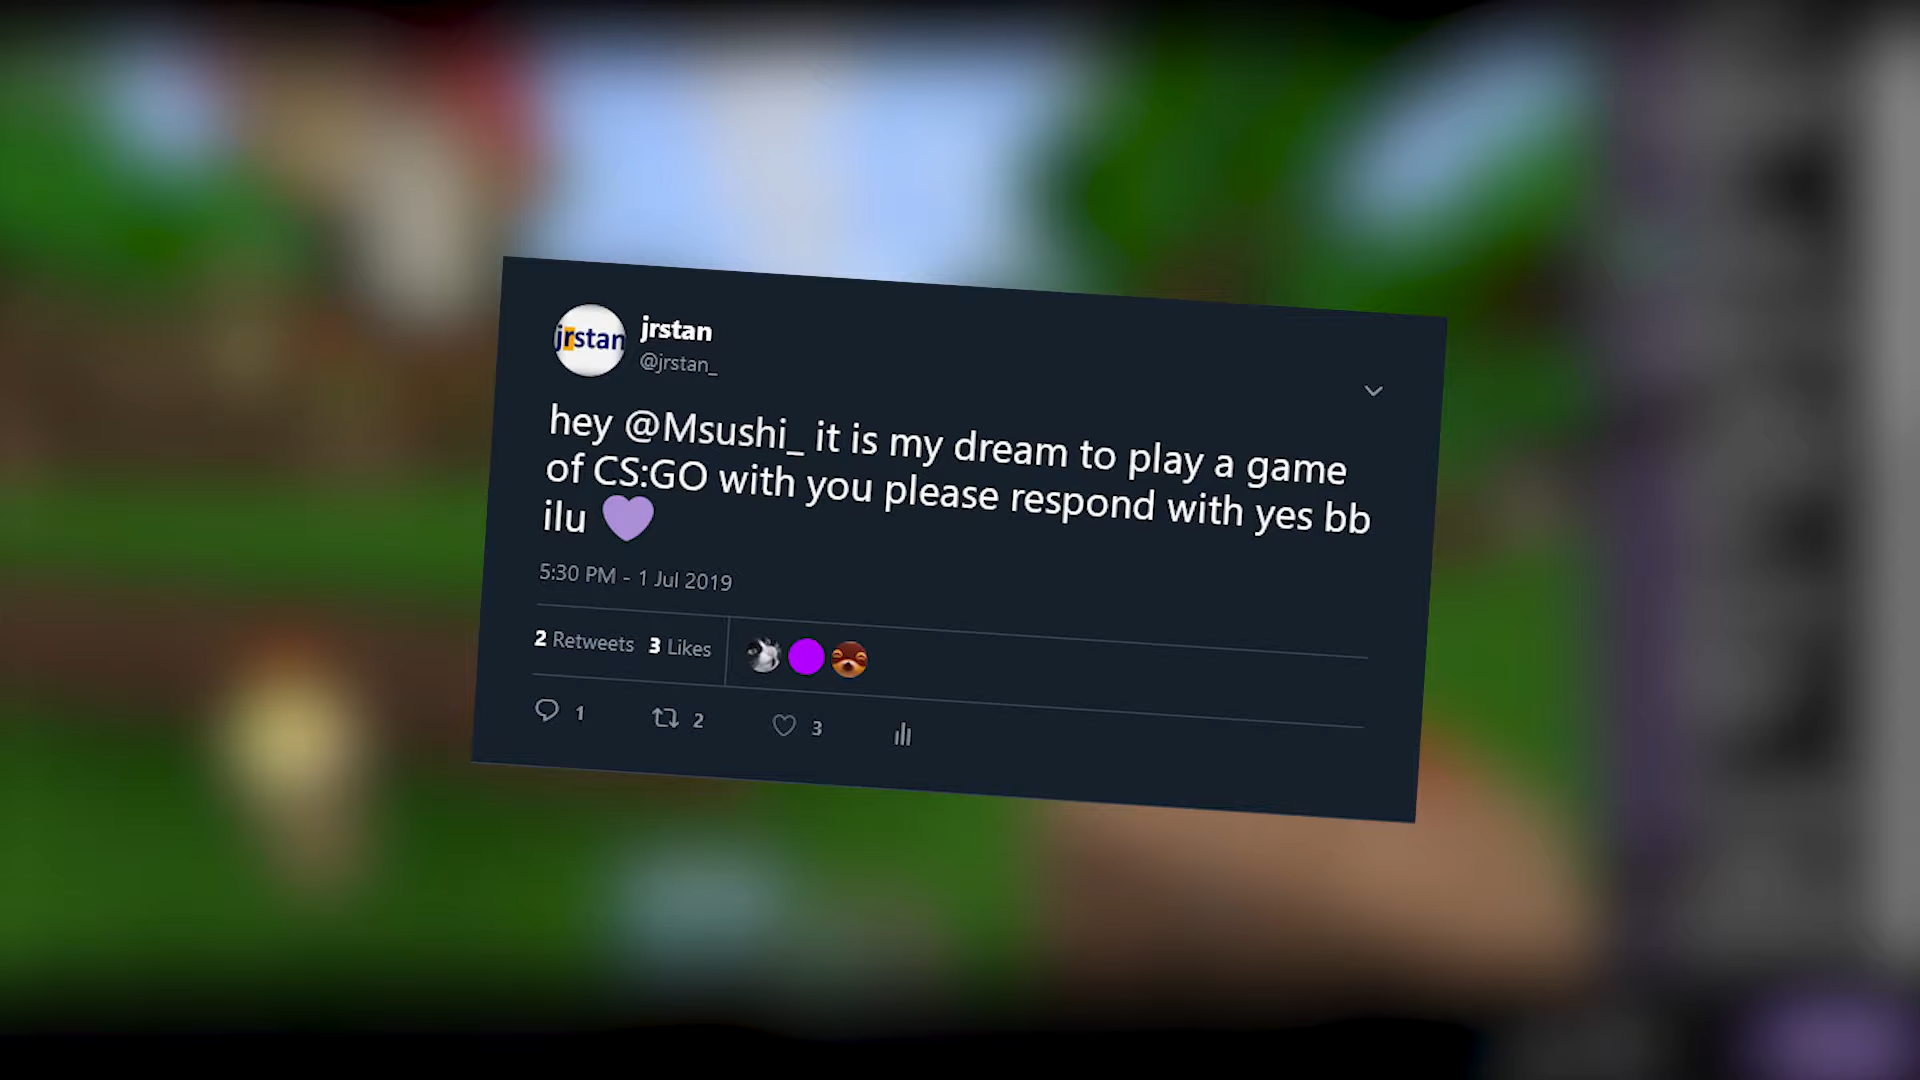 jrstan
jrstan
@jrstan_
hey @Msushi_ it is my dream to play a game
of CS:GO with you please respond with yes bb
ilu 💜
5:30 PM - 1 Jul 2019
2 Retweets 3 Likes
1 2 3